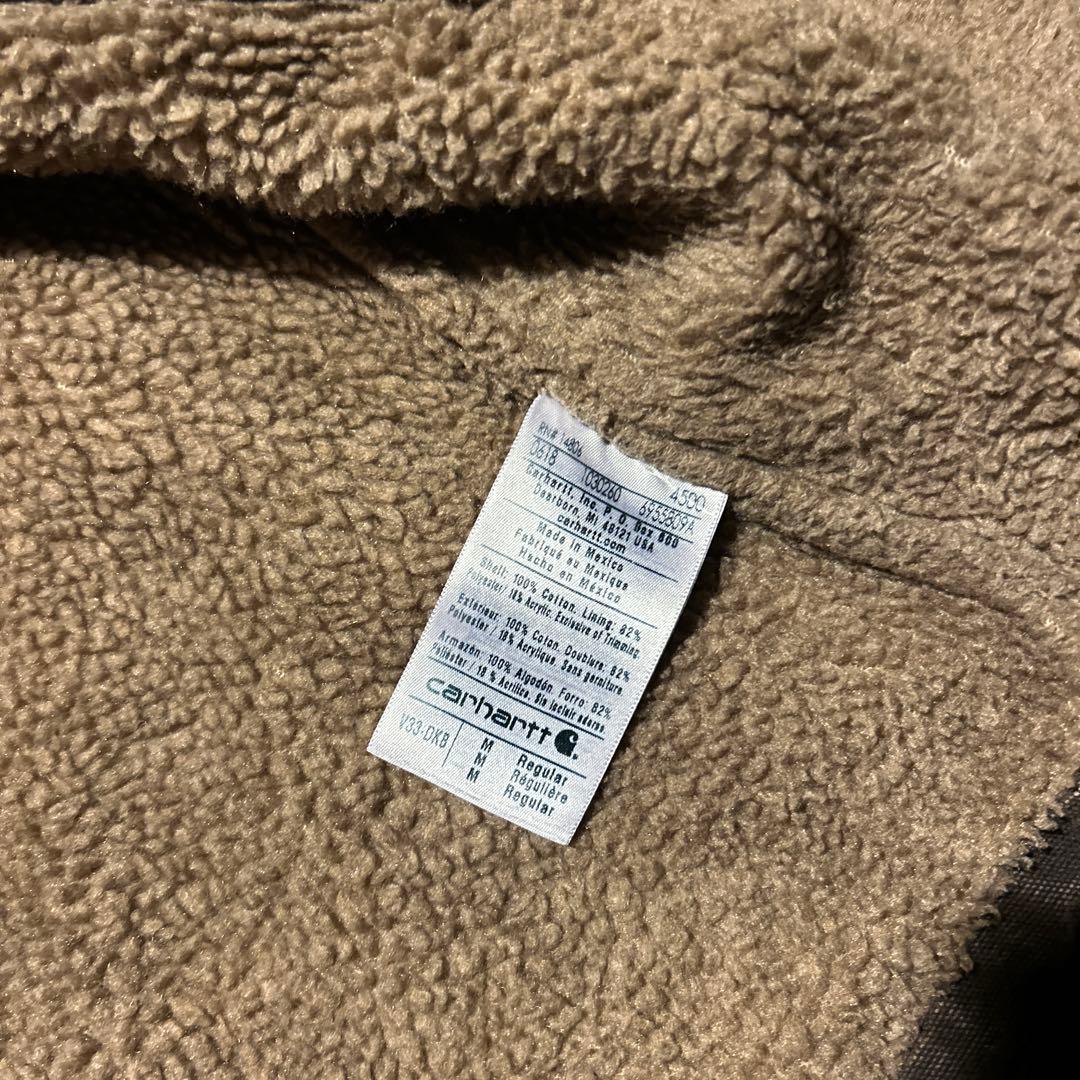 RN# 14806
0618 1030260 4500
6955809A
Carhartt, Inc. P. O. Box 600
Dearborn, MI 48121 USA
carhartt.com
Made in Mexico
Fabriqué au Mexique
Hecho en México
Shell: 100% Cotton. Lining: 82%
Polyester / 18% Acrylic. Exclusive of Trimming.
Extérieur: 100% Coton. Doublure: 82%
Polyester / 18% Acrylique. Sans garniture.
Armazón: 100% Algodón. Forro: 82%
Poliéster / 18 % Acrílico. Sin incluir adorno.
carhartt
V33-DKB M Regular
M Régulière
M Regular